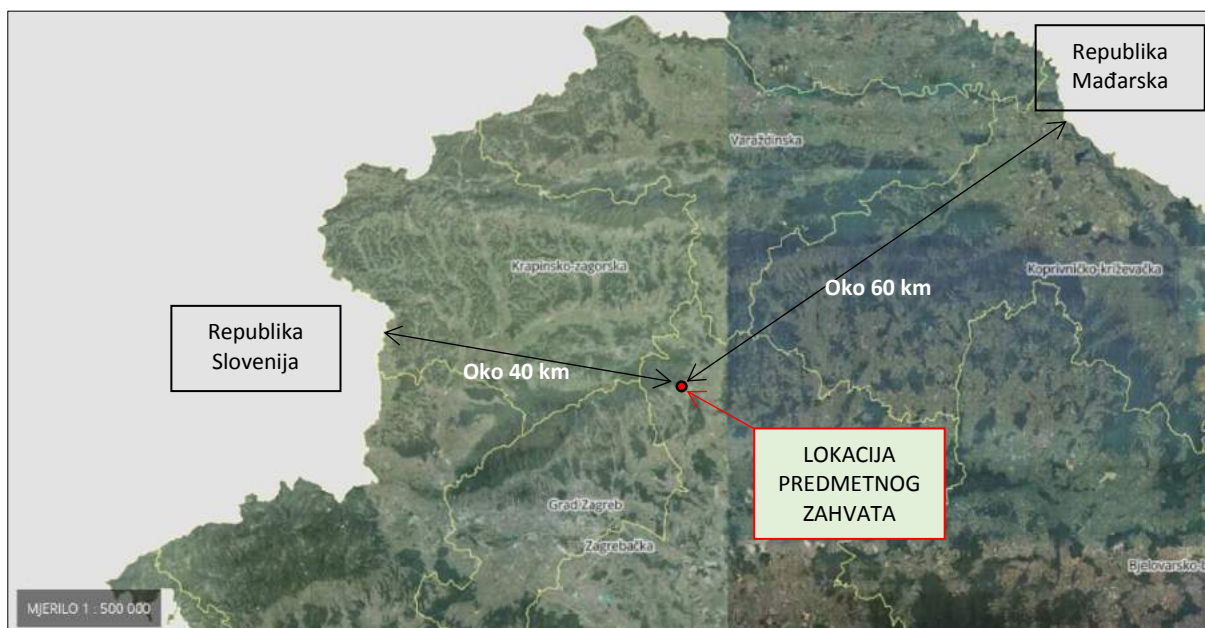 Republika
Mađarska
Varaždinska
Krapinsko-zagorska
Koprivničko-križevačka
Oko 60 km
Republika
Slovenija
Oko 40 km
LOKACIJA
PREDMETNOG
ZAHVATA
Grad Zagreb
Zagrebačka
Bjelovarsko-b
MJERILO 1 : 500 000